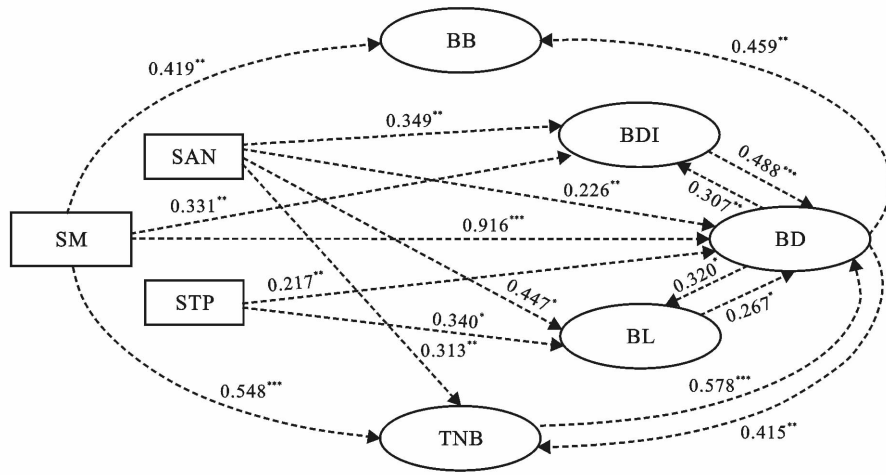 BB
0.459**
0.419**
0.349**
BDI
SAN
0.488***
0.226**
0.307**
0.331**
SM
0.916***
BD
0.217**
0.320*
STP
0.447*
0.267*
0.340*
BL
0.313**
0.548***
0.578***
TNB
0.415**